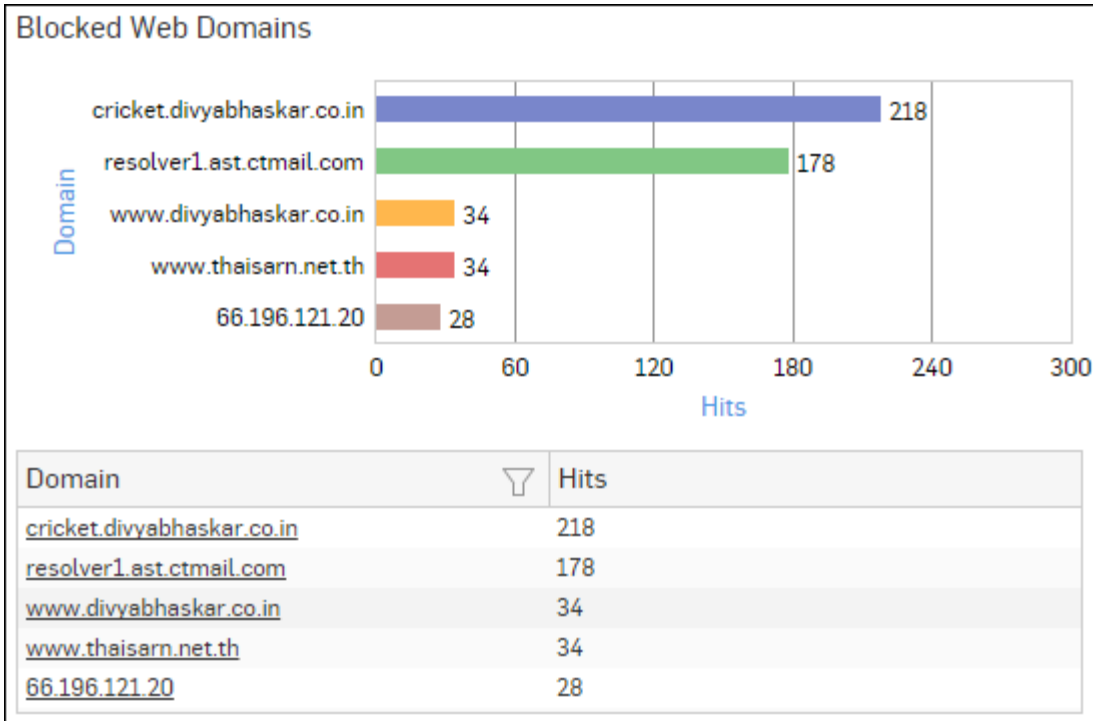 Blocked Web Domains
cricket.divyabhaskar.co.in 218
resolver1.ast.ctmail.com 178
Domain
www.divyabhaskar.co.in 34
www.thaisarn.net.th 34
66.196.121.20 28
0 60 120 180 240 300
Hits
Domain Hits
cricket.divyabhaskar.co.in 218
resolver1.ast.ctmail.com 178
www.divyabhaskar.co.in 34
www.thaisarn.net.th 34
66.196.121.20 28